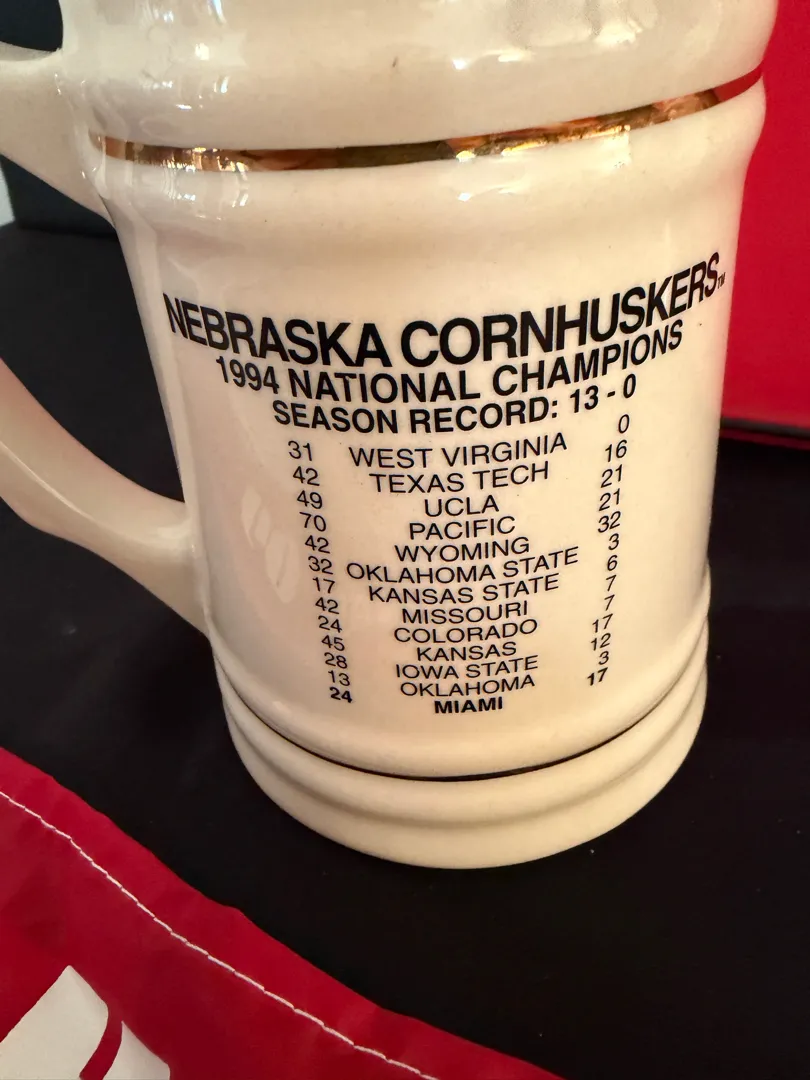 NEBRASKA CORNHUSKERS™
1994 NATIONAL CHAMPIONS
SEASON RECORD: 13 - 0
31 WEST VIRGINIA 0
42 TEXAS TECH 16
49 UCLA 21
70 PACIFIC 21
42 WYOMING 32
32 OKLAHOMA STATE 3
17 KANSAS STATE 6
42 MISSOURI 7
24 COLORADO 7
45 KANSAS 17
28 IOWA STATE 12
13 OKLAHOMA 3
24 MIAMI 17